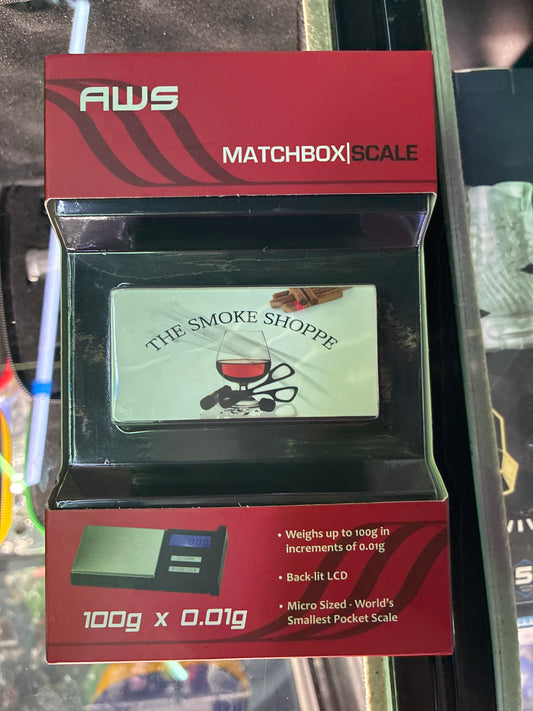 AWS
MATCHBOX|SCALE
THE SMOKE SHOPPE
• Weighs up to 100g in
increments of 0.01g
• Back-lit LCD
• Micro Sized - World's
Smallest Pocket Scale
100g x 0.01g